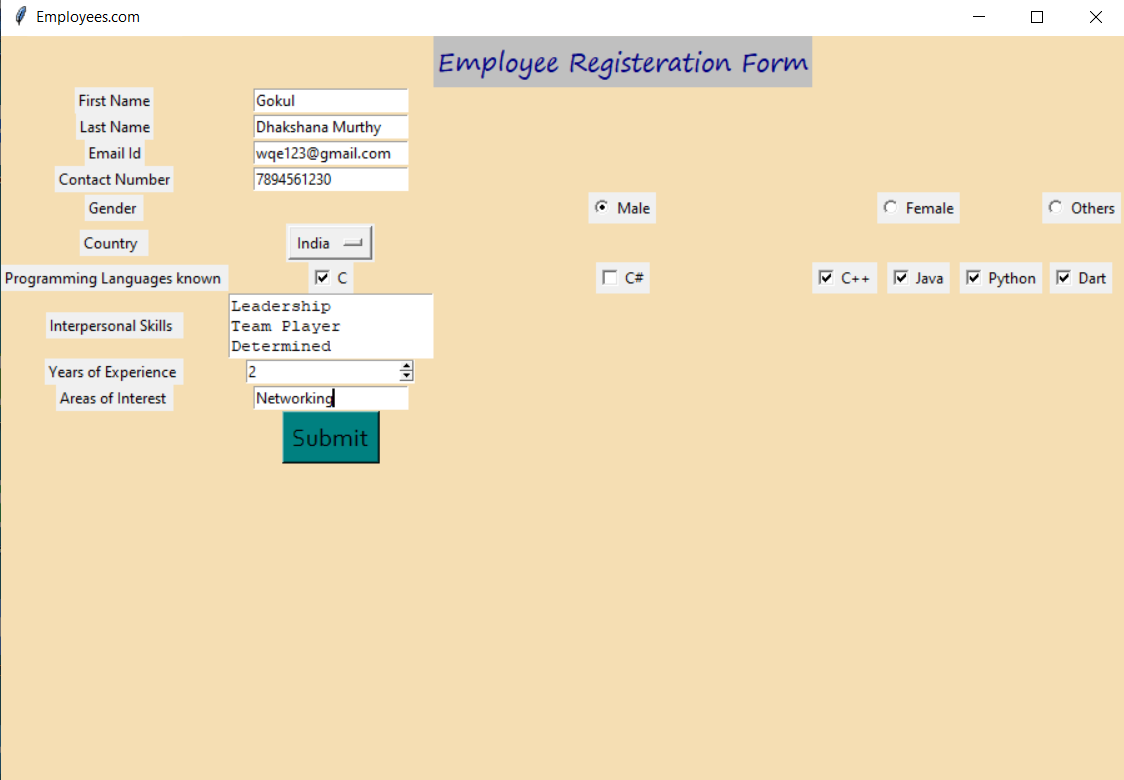 Employees.com
Employee Registeration Form
First Name Gokul
Last Name Dhakshana Murthy
Email Id wqe123@gmail.com
Contact Number 7894561230
Gender Male Female Others
Country India
Programming Languages known C C# C++ Java Python Dart
Interpersonal Skills Leadership
Team Player
Determined
Years of Experience 2
Areas of Interest Networking
Submit